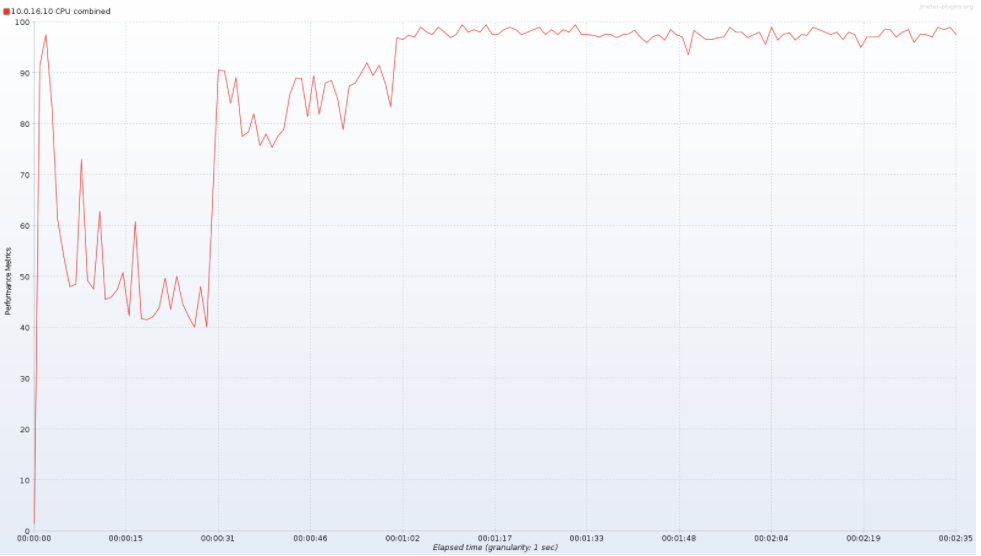 jmeter-plugins.org
10.0.16.10 CPU combined
100
90
80
70
60
50
40
30
20
10
0
Performance Metrics
00:00:00 00:00:15 00:00:31 00:00:46 00:01:02 00:01:17 00:01:33 00:01:48 00:02:04 00:02:19 00:02:35
Elapsed time (granularity: 1 sec)